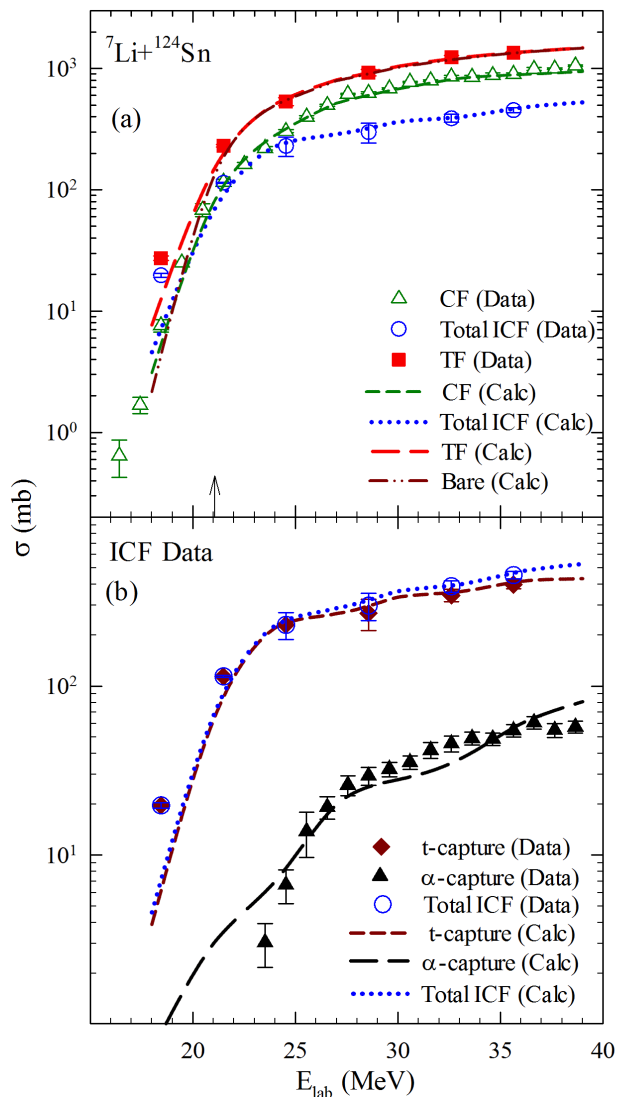 ⁷Li+¹²⁴Sn
(a)
10³
10²
10¹
10⁰
CF (Data)
Total ICF (Data)
TF (Data)
CF (Calc)
Total ICF (Calc)
TF (Calc)
Bare (Calc)
σ (mb)
ICF Data
(b)
10²
10¹
t-capture (Data)
α-capture (Data)
Total ICF (Data)
t-capture (Calc)
α-capture (Calc)
Total ICF (Calc)
20 25 30 35 40
E_lab (MeV)